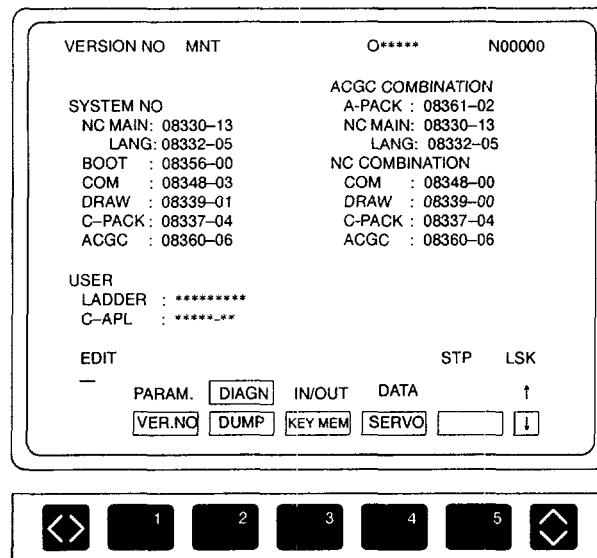 VERSION NO MNT O***** N00000
SYSTEM NO
NC MAIN: 08330–13
LANG: 08332–05
BOOT : 08356–00
COM : 08348–03
DRAW : 08339–01
C–PACK : 08337–04
ACGC : 08360–06
ACGC COMBINATION
A-PACK : 08361–02
NC MAIN: 08330–13
LANG: 08332–05
NC COMBINATION
COM : 08348–00
DRAW : 08339–00
C-PACK : 08337–04
ACGC : 08360–06
USER
LADDER : *********
C–APL : *****-**
EDIT STP LSK
PARAM. DIAGN IN/OUT DATA ↑
VER.NO DUMP KEY MEM SERVO ↓
1 2 3 4 5